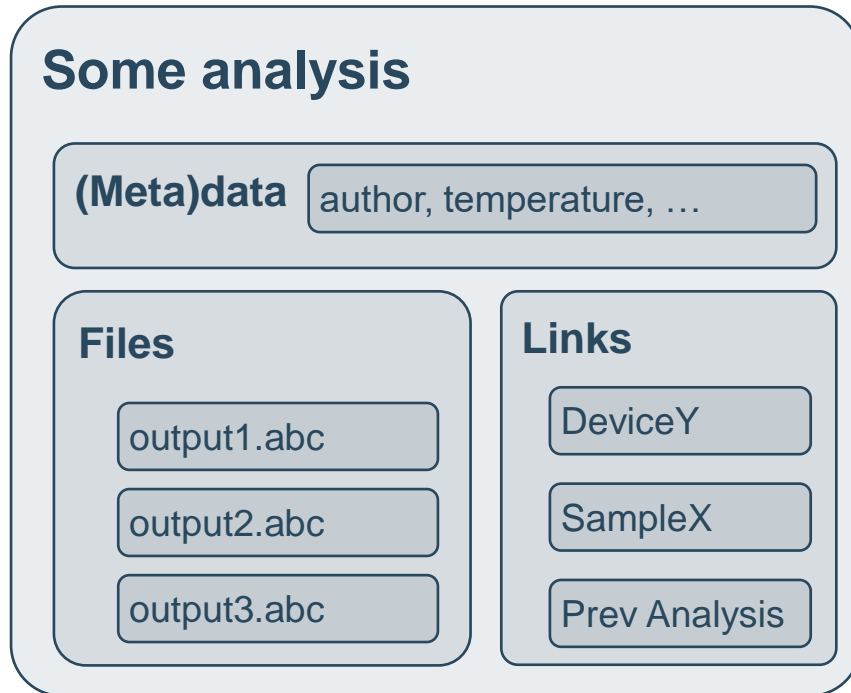 Some analysis
(Meta)data
author, temperature, …
Files
output1.abc
output2.abc
output3.abc
Links
DeviceY
SampleX
Prev Analysis